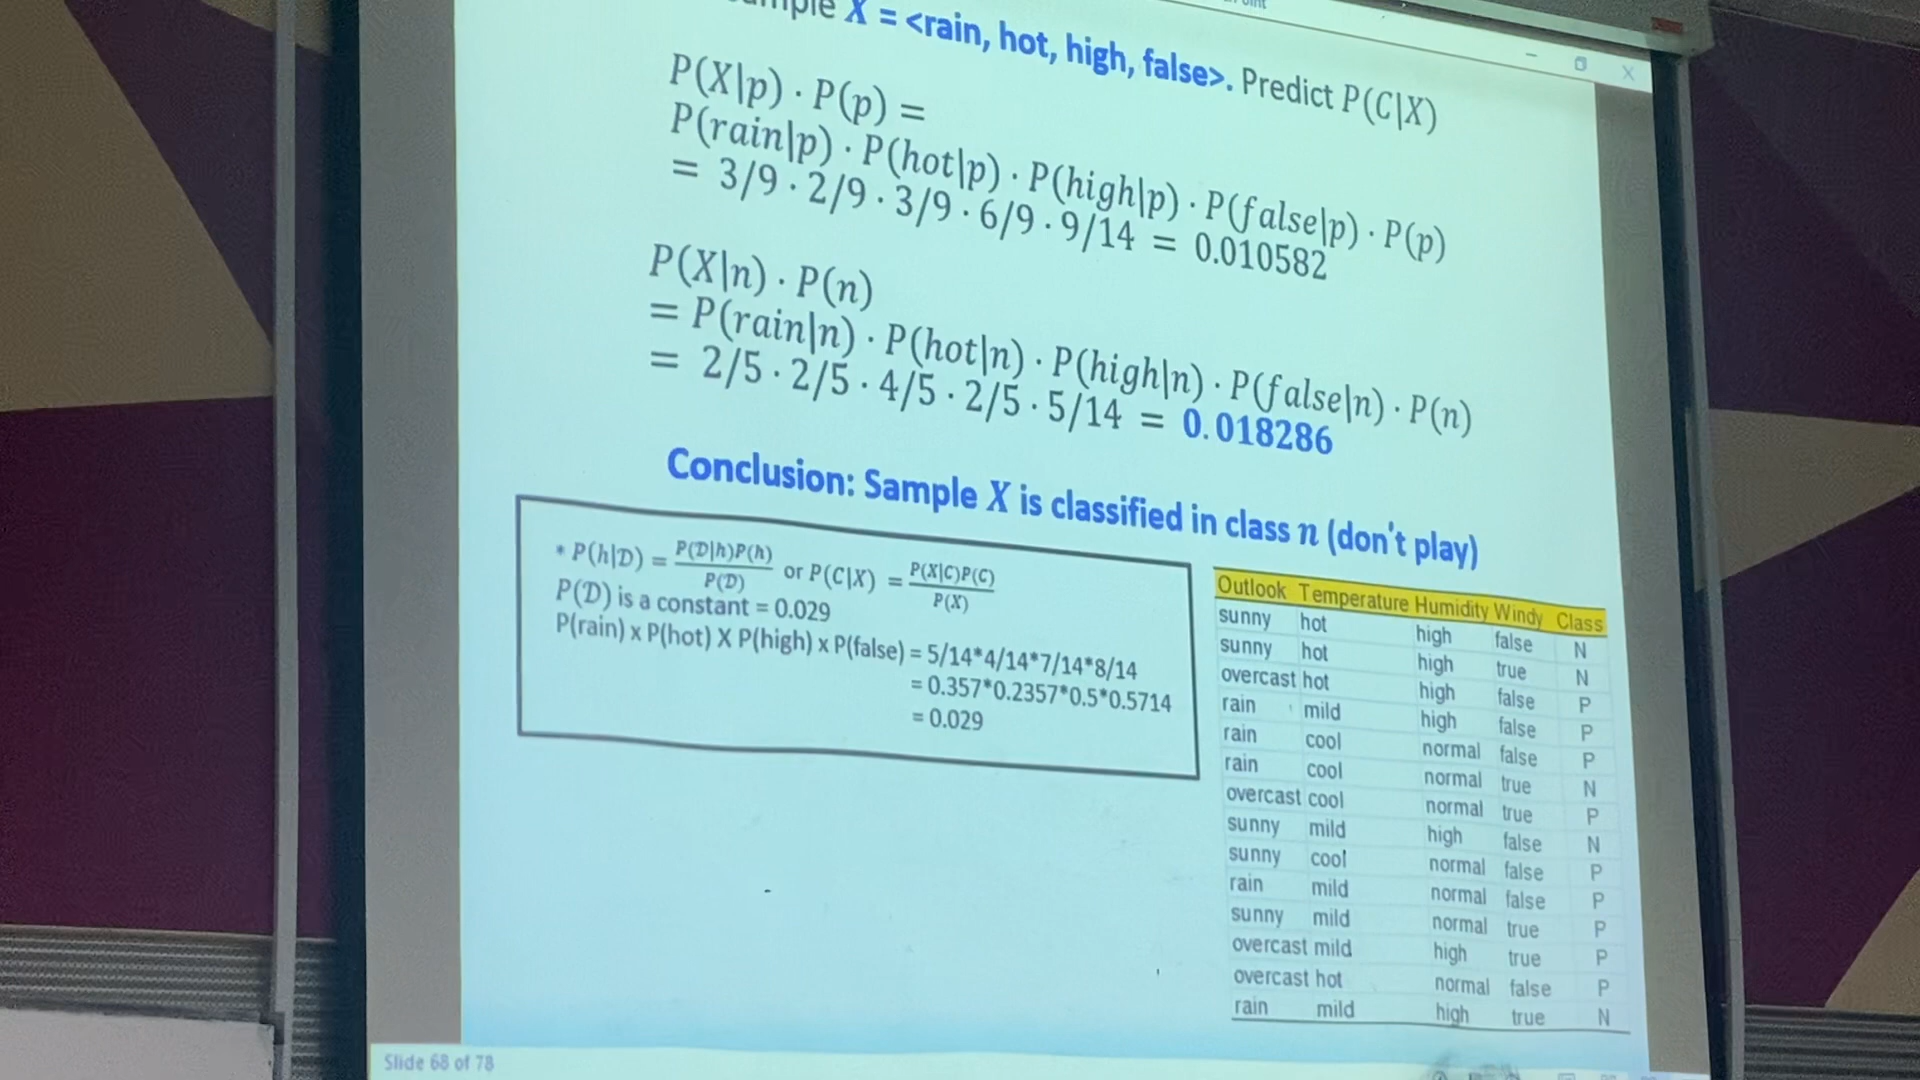 X = <rain, hot, high, false>. Predict P(C|X)
P(X|p) · P(p) =
P(rain|p) · P(hot|p) · P(high|p) · P(false|p) · P(p)
= 3/9 · 2/9 · 3/9 · 6/9 · 9/14 = 0.010582
P(X|n) · P(n)
= P(rain|n) · P(hot|n) · P(high|n) · P(false|n) · P(n)
= 2/5 · 2/5 · 4/5 · 2/5 · 5/14 = 0.018286
Conclusion: Sample X is classified in class n (don't play)
* P(h|D) = P(D|h)P(h) / P(D) or P(C|X) = P(X|C)P(C) / P(X)
P(D) is a constant = 0.029
P(rain) x P(hot) X P(high) x P(false) = 5/14*4/14*7/14*8/14
= 0.357*0.2357*0.5*0.5714
= 0.029
Outlook Temperature Humidity Windy Class
sunny hot high false N
sunny hot high true N
overcast hot high false P
rain mild high false P
rain cool normal false P
rain cool normal true N
overcast cool normal true P
sunny mild high false N
sunny cool normal false P
rain mild normal false P
sunny mild normal true P
overcast mild high true P
overcast hot normal false P
rain mild high true N
Slide 68 of 78